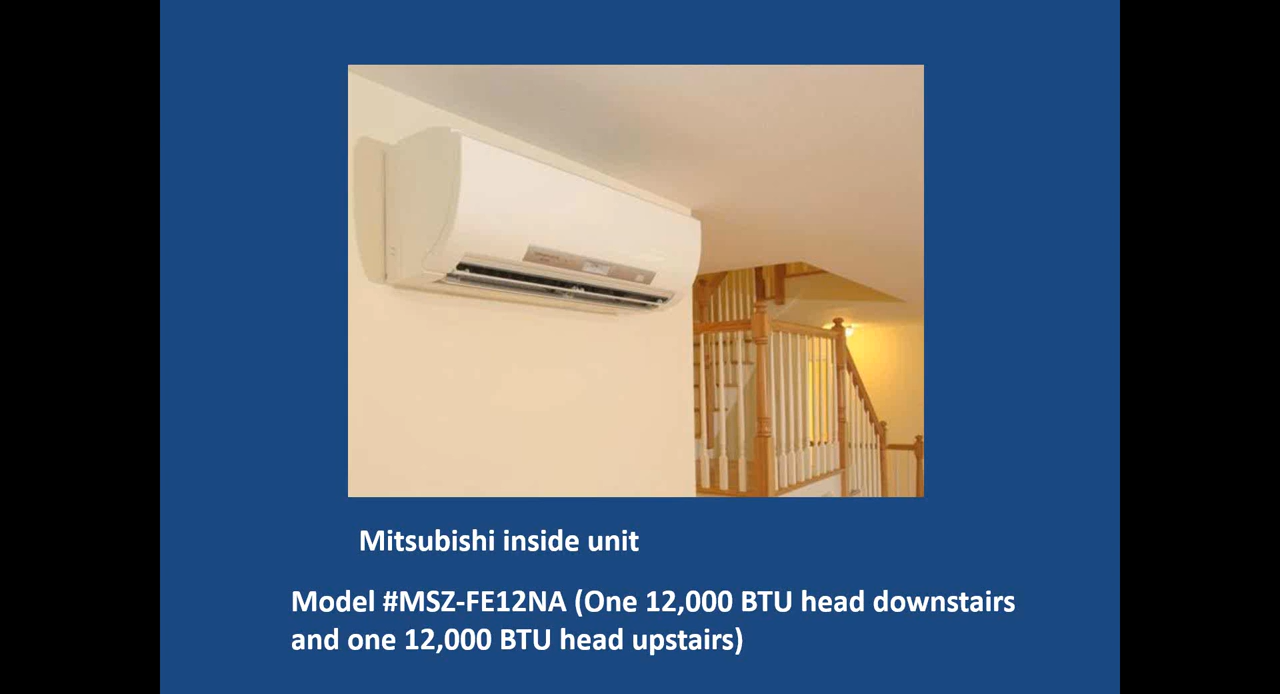 Mitsubishi inside unit
Model #MSZ-FE12NA (One 12,000 BTU head downstairs
and one 12,000 BTU head upstairs)